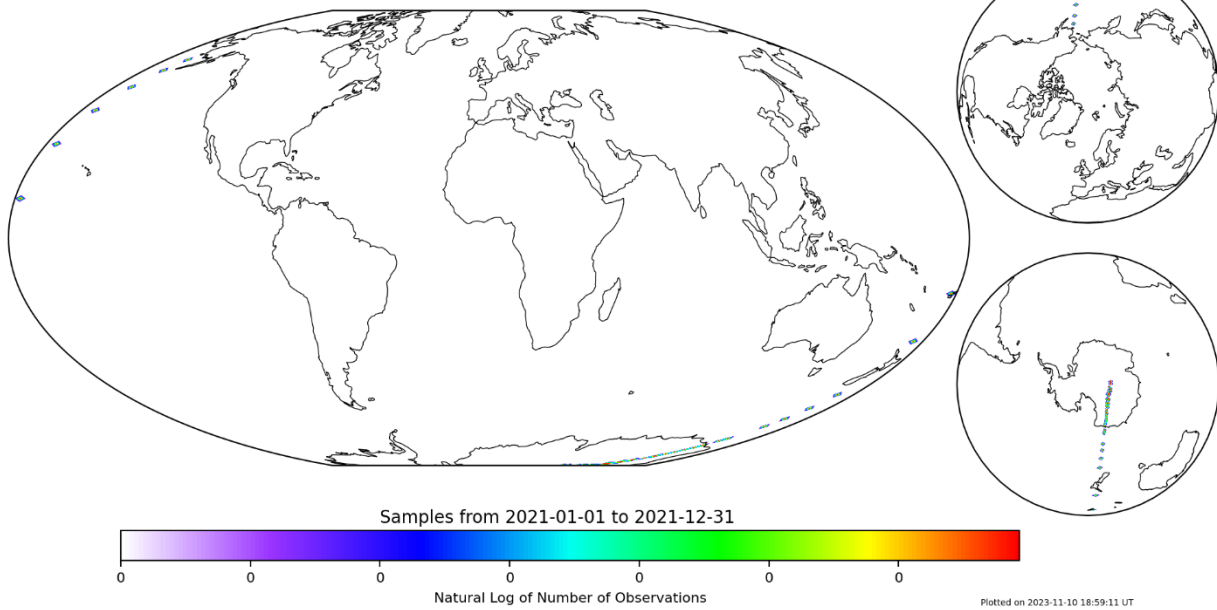 Samples from 2021-01-01 to 2021-12-31
0 0 0 0 0 0 0
Natural Log of Number of Observations
Plotted on 2023-11-10 18:59:11 UT